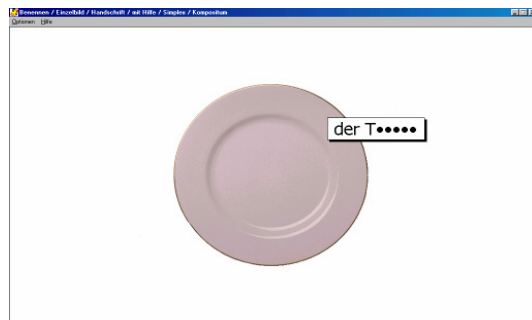 Benennen / Einzelbild / Handschrift / mit Hilfe / Simplex / Kompositum
Optionen Hilfe
der T●●●●●